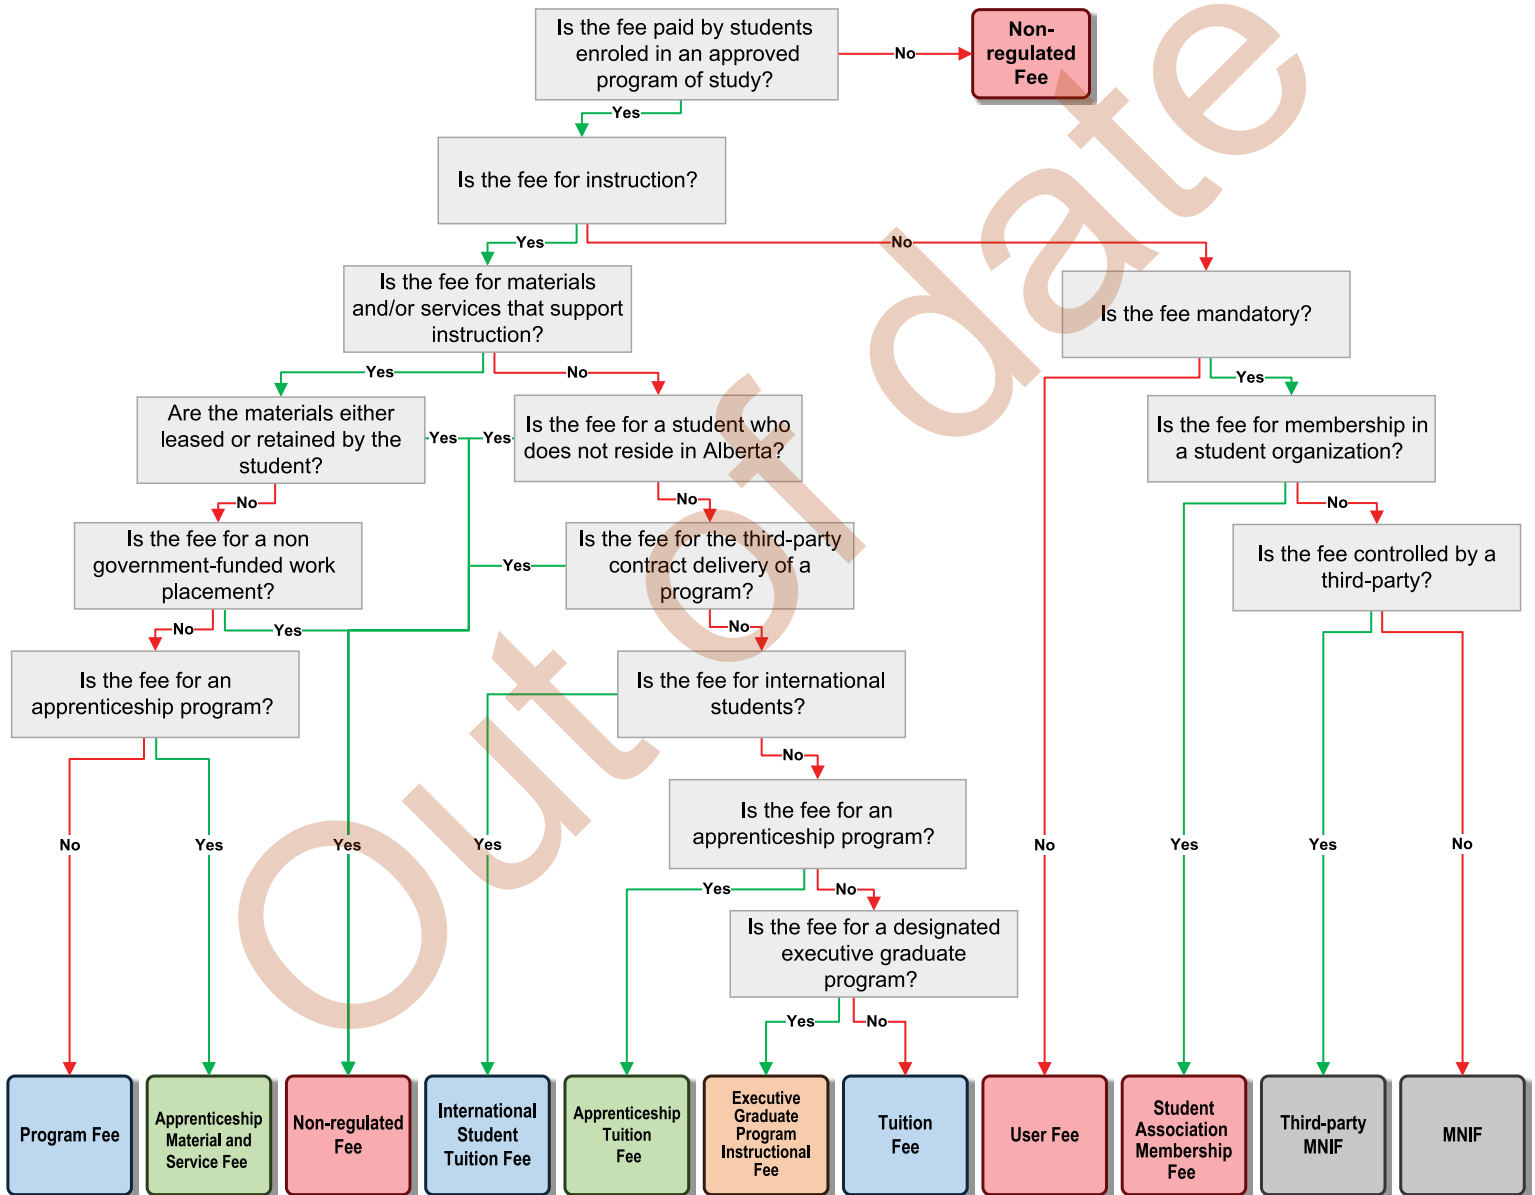 Is the fee paid by students
enroled in an approved
program of study?
No
Non-
regulated
Fee
Yes
Is the fee for instruction?
Yes
No
Is the fee for materials
and/or services that support
instruction?
Is the fee mandatory?
Yes
No
Yes
Are the materials either
leased or retained by the
student?
Yes
Yes
Is the fee for a student who
does not reside in Alberta?
Is the fee for membership in
a student organization?
No
No
No
Is the fee for a non
government-funded work
placement?
Yes
Is the fee for the third-party
contract delivery of a
program?
Is the fee controlled by a
third-party?
No
Yes
No
Is the fee for an
apprenticeship program?
Is the fee for international
students?
No
Is the fee for an
apprenticeship program?
No
Yes
Yes
Yes
No
Yes
Yes
No
Yes
No
Is the fee for a designated
executive graduate
program?
Yes
No
Program Fee
Apprenticeship
Material and
Service Fee
Non-regulated
Fee
International
Student
Tuition Fee
Apprenticeship
Tuition
Fee
Executive
Graduate
Program
Instructional
Fee
Tuition
Fee
User Fee
Student
Association
Membership
Fee
Third-party
MNIF
MNIF
Out of date